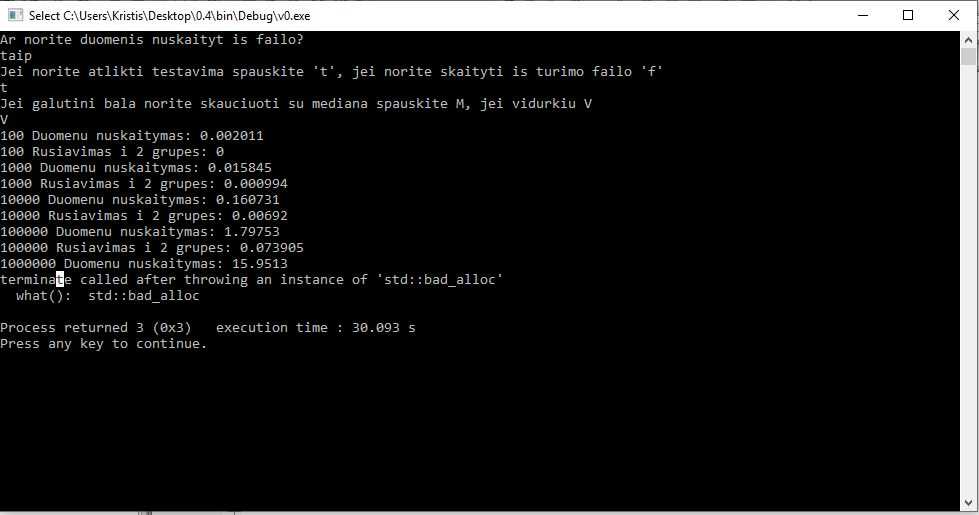 Select C:\Users\Kristis\Desktop\0.4\bin\Debug\v0.exe
Ar norite duomenis nuskaityt is failo?
taip
Jei norite atlikti testavima spauskite 't', jei norite skaityti is turimo failo 'f'
t
Jei galutini bala norite skauciuoti su mediana spauskite M, jei vidurkiu V
V
100 Duomenu nuskaitymas: 0.002011
100 Rusiavimas i 2 grupes: 0
1000 Duomenu nuskaitymas: 0.015845
1000 Rusiavimas i 2 grupes: 0.000994
10000 Duomenu nuskaitymas: 0.160731
10000 Rusiavimas i 2 grupes: 0.00692
100000 Duomenu nuskaitymas: 1.79753
100000 Rusiavimas i 2 grupes: 0.073905
1000000 Duomenu nuskaitymas: 15.9513
terminate called after throwing an instance of 'std::bad_alloc'
  what():  std::bad_alloc
Process returned 3 (0x3)   execution time : 30.093 s
Press any key to continue.